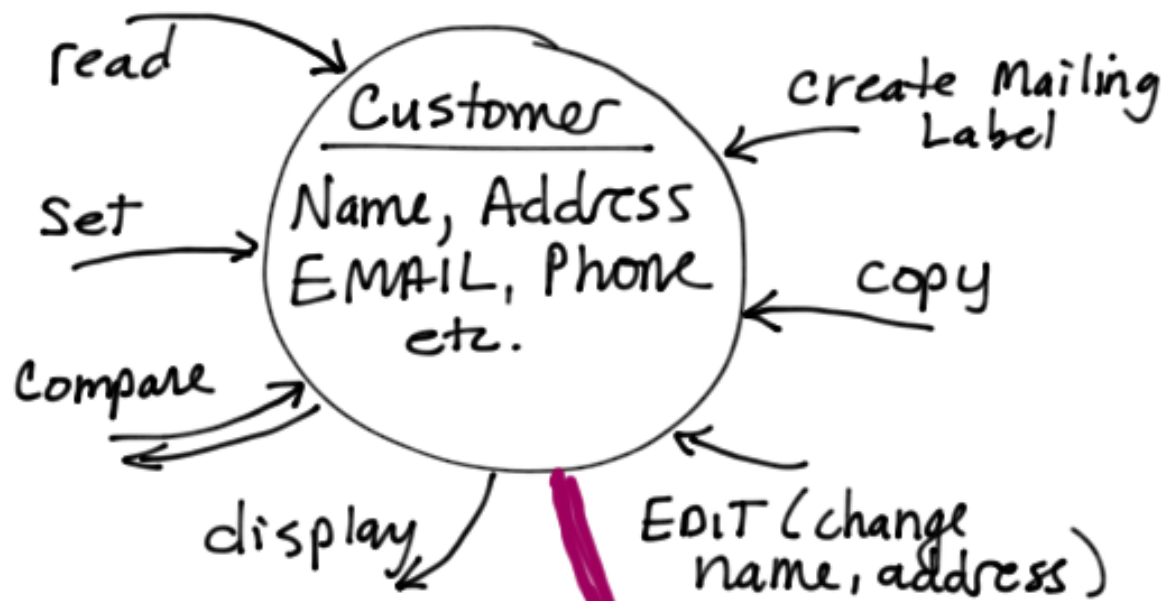 read
Customer
Name, Address
EMAIL, Phone
etc.
Set
Compare
display
Create Mailing
Label
copy
EDIT (change
name, address)